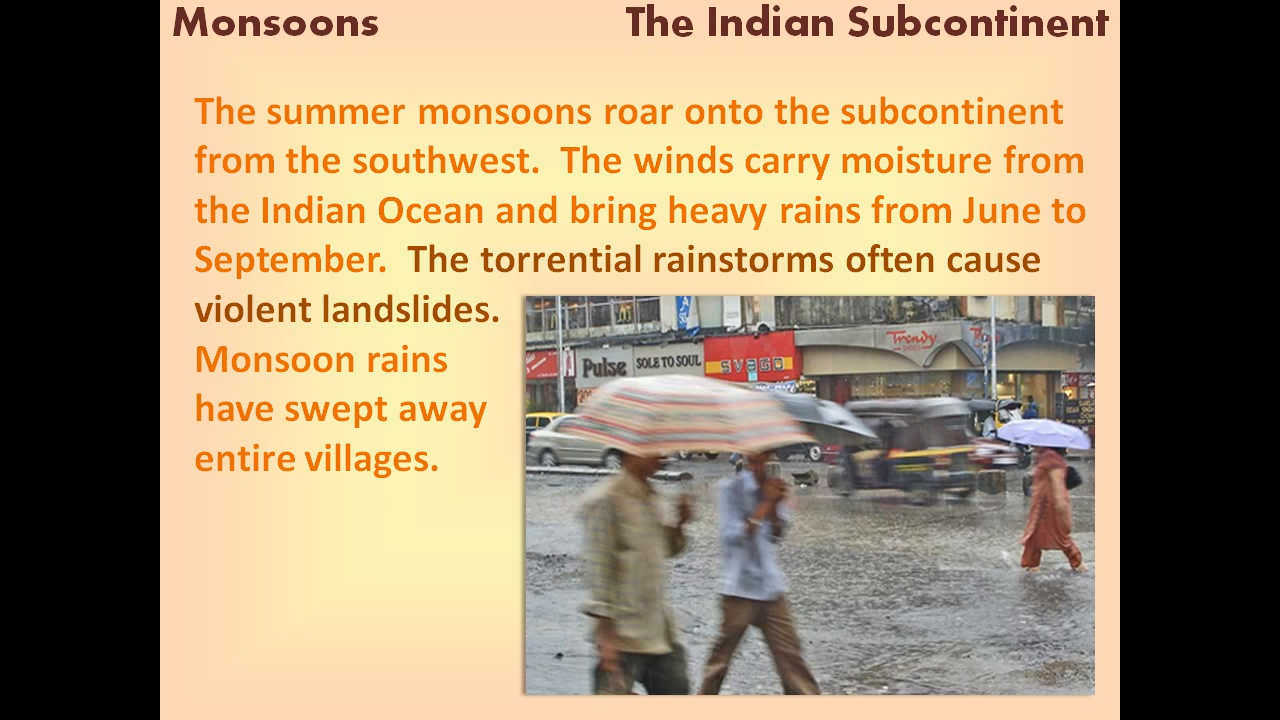 Monsoons The Indian Subcontinent
The summer monsoons roar onto the subcontinent
from the southwest.  The winds carry moisture from
the Indian Ocean and bring heavy rains from June to
September.  The torrential rainstorms often cause
violent landslides.
Monsoon rains
have swept away
entire villages.
Pulse
SOLE TO SOUL
SVAGO
Trendy